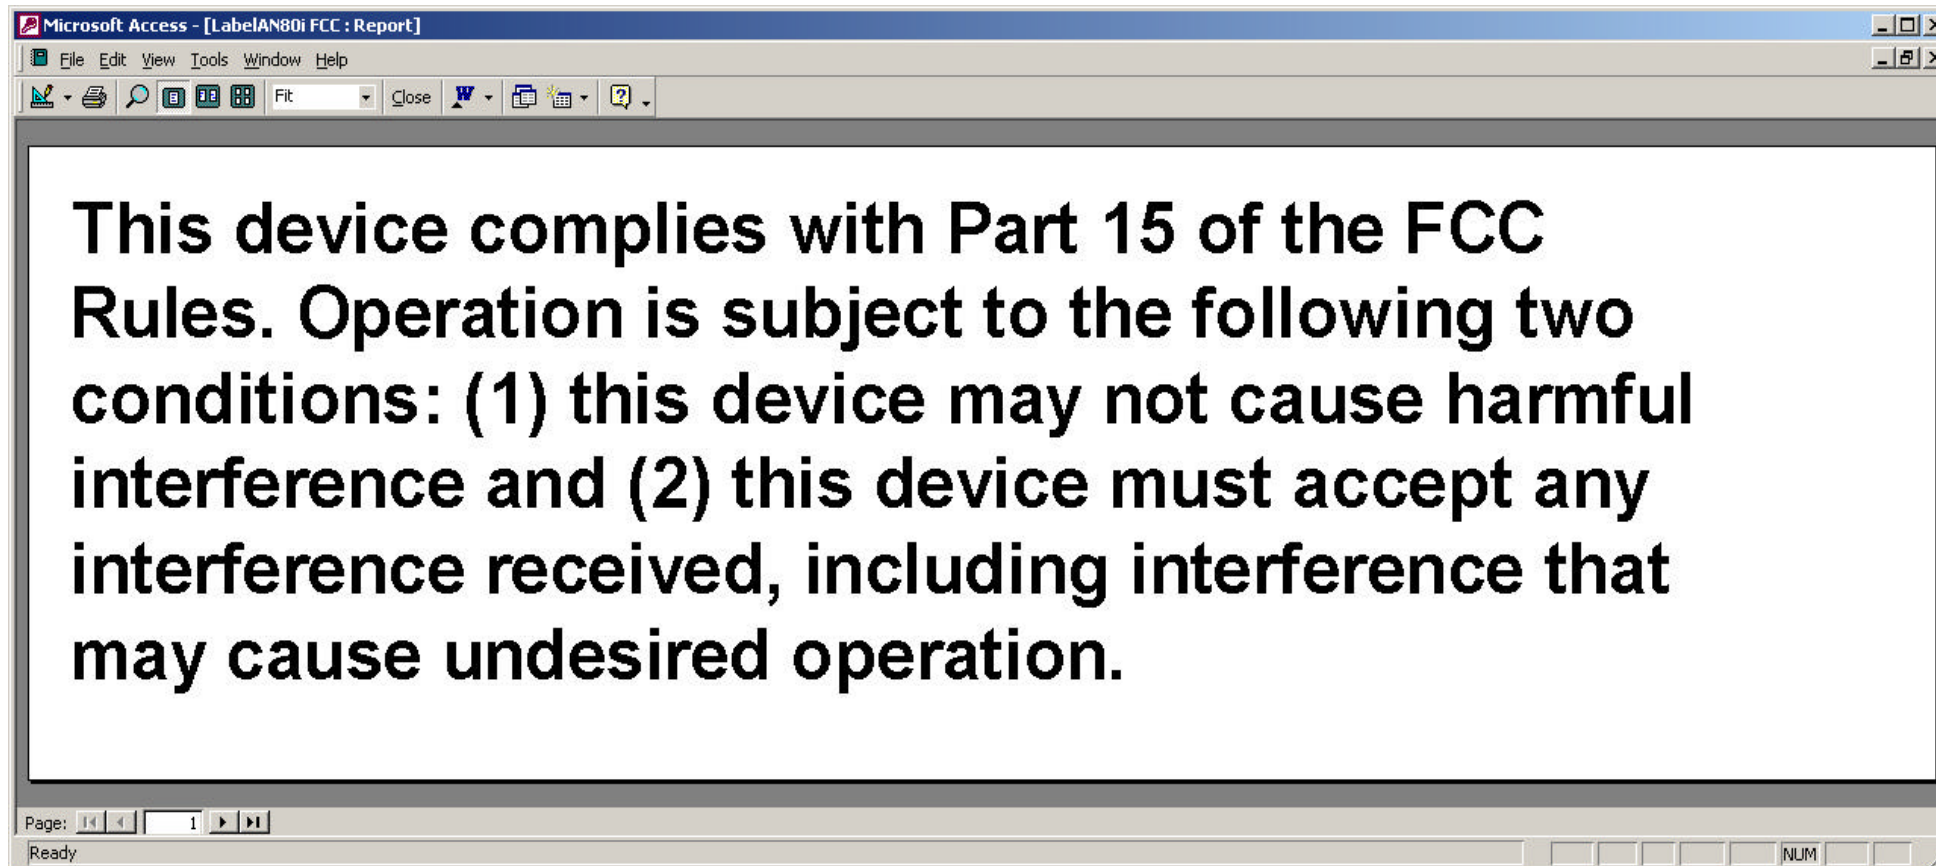 Microsoft Access - [LabelAN80i FCC : Report]
File Edit View Tools Window Help
Fit Close
This device complies with Part 15 of the FCC
Rules. Operation is subject to the following two
conditions: (1) this device may not cause harmful
interference and (2) this device must accept any
interference received, including interference that
may cause undesired operation.
Page: 1
Ready NUM